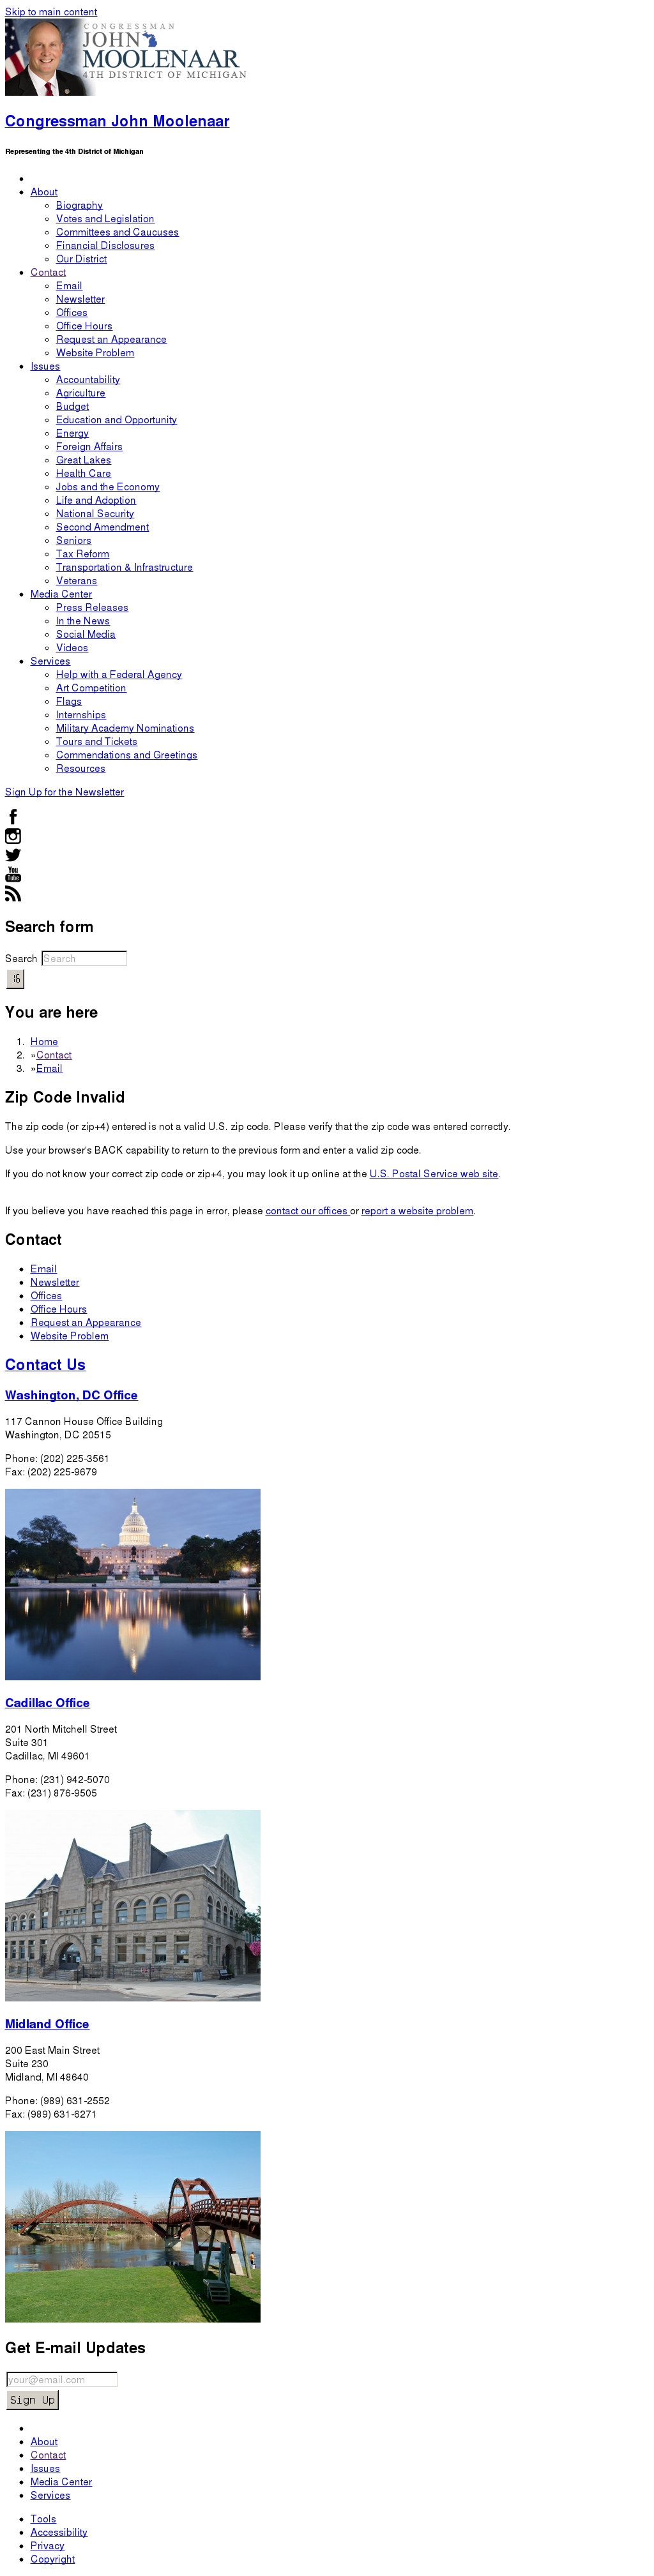 Skip to main content
CONGRESSMAN
JOHN
MOOLENAAR
4TH DISTRICT OF MICHIGAN
Congressman John Moolenaar
Representing the 4th District of Michigan
About
Biography
Votes and Legislation
Committees and Caucuses
Financial Disclosures
Our District
Contact
Email
Newsletter
Offices
Office Hours
Request an Appearance
Website Problem
Issues
Accountability
Agriculture
Budget
Education and Opportunity
Energy
Foreign Affairs
Great Lakes
Health Care
Jobs and the Economy
Life and Adoption
National Security
Second Amendment
Seniors
Tax Reform
Transportation & Infrastructure
Veterans
Media Center
Press Releases
In the News
Social Media
Videos
Services
Help with a Federal Agency
Art Competition
Flags
Internships
Military Academy Nominations
Tours and Tickets
Commendations and Greetings
Resources
Sign Up for the Newsletter
You Tube
Search form
Search Search
You are here
1. Home
2. »Contact
3. »Email
Zip Code Invalid
The zip code (or zip+4) entered is not a valid U.S. zip code. Please verify that the zip code was entered correctly.
Use your browser's BACK capability to return to the previous form and enter a valid zip code.
If you do not know your correct zip code or zip+4, you may look it up online at the U.S. Postal Service web site.
If you believe you have reached this page in error, please contact our offices or report a website problem.
Contact
Email
Newsletter
Offices
Office Hours
Request an Appearance
Website Problem
Contact Us
Washington, DC Office
117 Cannon House Office Building
Washington, DC 20515
Phone: (202) 225-3561
Fax: (202) 225-9679
Cadillac Office
201 North Mitchell Street
Suite 301
Cadillac, MI 49601
Phone: (231) 942-5070
Fax: (231) 876-9505
Midland Office
200 East Main Street
Suite 230
Midland, MI 48640
Phone: (989) 631-2552
Fax: (989) 631-6271
Get E-mail Updates
your@email.com
Sign Up
About
Contact
Issues
Media Center
Services
Tools
Accessibility
Privacy
Copyright